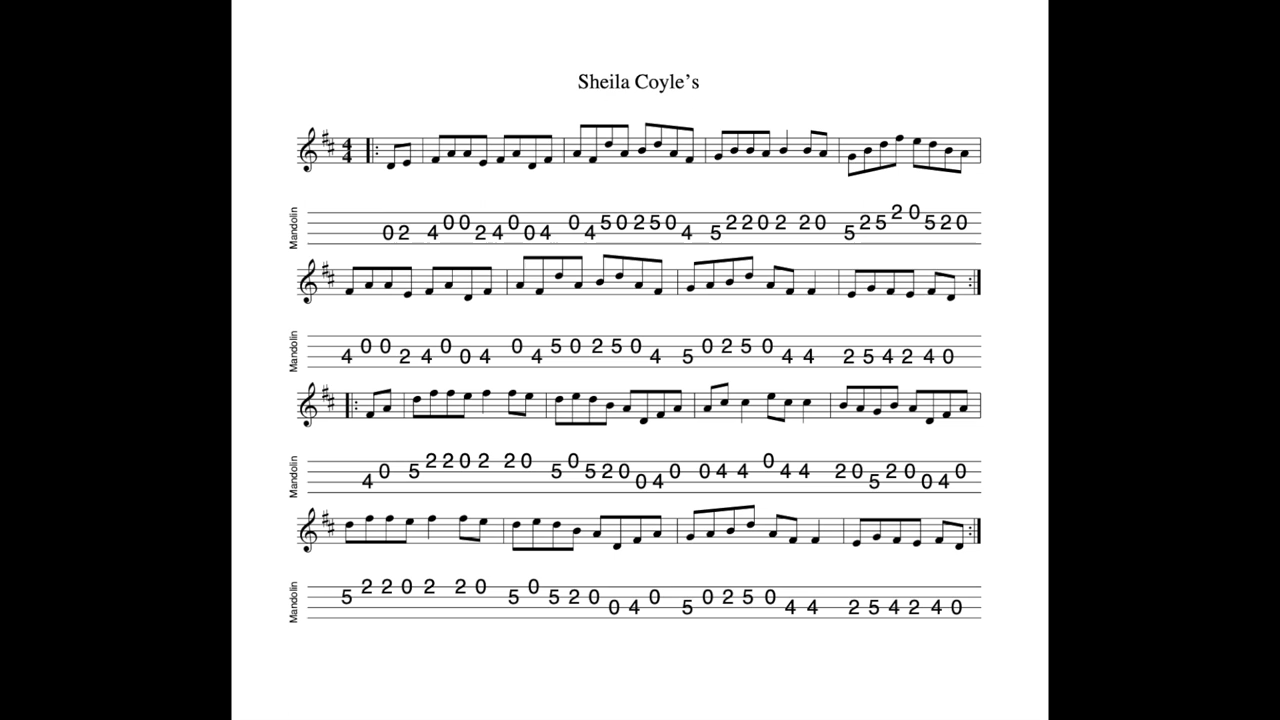 Sheila Coyle's
4
4
Mandolin
0 2 4 0 0 2 4 0 0 4 0 4 5 0 2 5 0 4 5 2 2 0 2 2 0 5 2 5 2 0 5 2 0
Mandolin
4 0 0 2 4 0 0 4 0 4 5 0 2 5 0 4 5 0 2 5 0 4 4 2 5 4 2 4 0
Mandolin
4 0 5 2 2 0 2 2 0 5 0 5 2 0 0 4 0 0 4 4 0 4 4 2 0 5 2 0 0 4 0
Mandolin
5 2 2 0 2 2 0 5 0 5 2 0 0 4 0 5 0 2 5 0 4 4 2 5 4 2 4 0